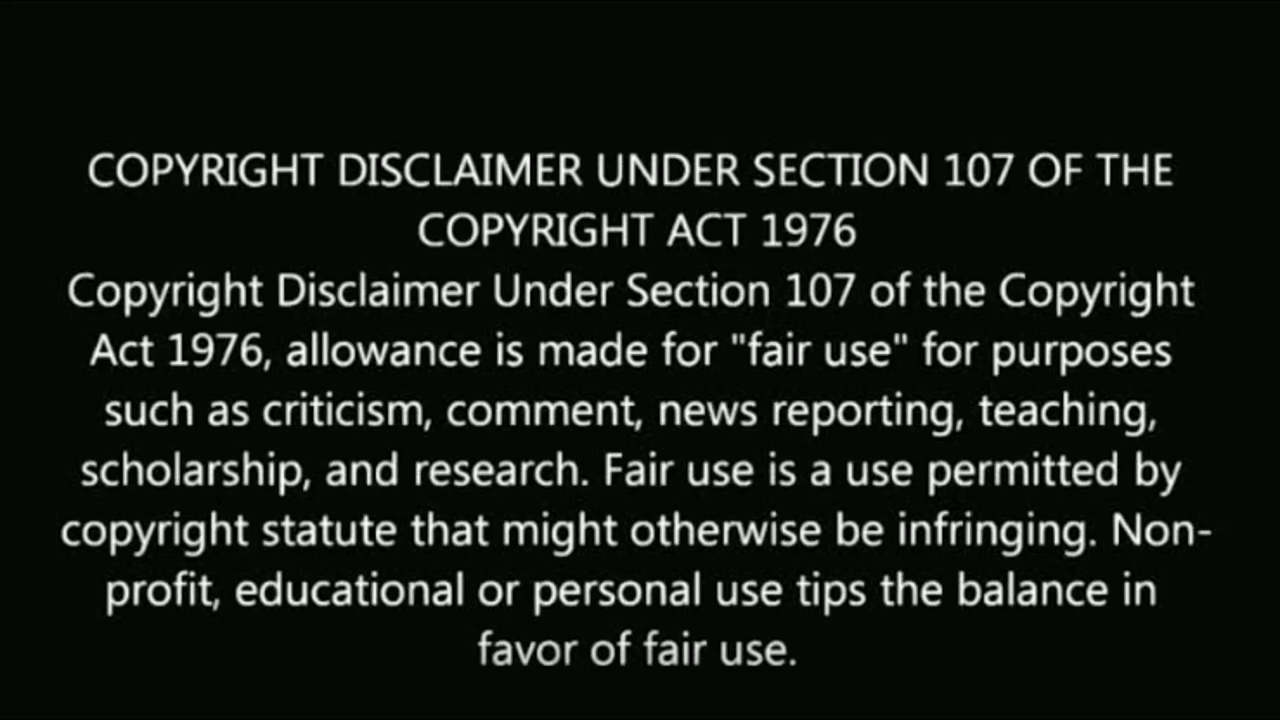 COPYRIGHT DISCLAIMER UNDER SECTION 107 OF THE
COPYRIGHT ACT 1976
Copyright Disclaimer Under Section 107 of the Copyright
Act 1976, allowance is made for "fair use" for purposes
such as criticism, comment, news reporting, teaching,
scholarship, and research. Fair use is a use permitted by
copyright statute that might otherwise be infringing. Non-
profit, educational or personal use tips the balance in
favor of fair use.